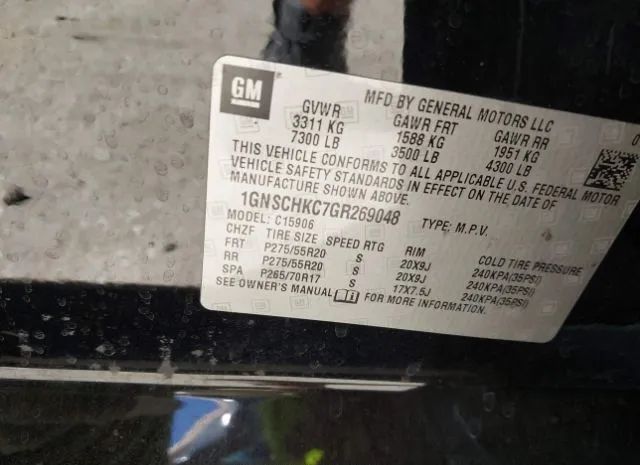 GM
MFD BY GENERAL MOTORS LLC
GVWR GAWR FRT GAWR RR
3311 KG 1588 KG 1951 KG
7300 LB 3500 LB 4300 LB
THIS VEHICLE CONFORMS TO ALL APPLICABLE U.S. FEDERAL MOTOR
VEHICLE SAFETY STANDARDS IN EFFECT ON THE DATE OF
MANUFACTURE SHOWN ABOVE.
1GNSCHKC7GR269048 TYPE: M.P.V.
MODEL: C15906
CHZF TIRE SIZE SPEED RTG RIM COLD TIRE PRESSURE
FRT P275/55R20 S 20X9J 240KPA(35PSI)
RR P275/55R20 S 20X9J 240KPA(35PSI)
SPA P265/70R17 S 17X7.5J 240KPA(35PSI)
SEE OWNER'S MANUAL FOR MORE INFORMATION.